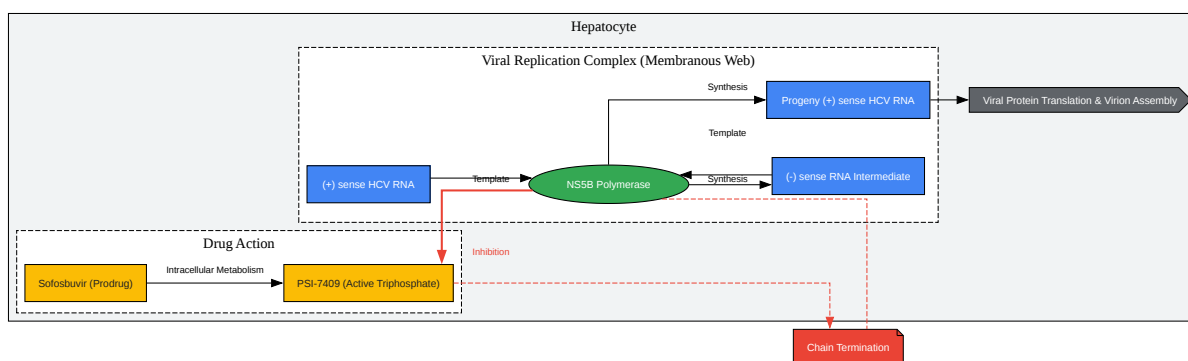 Hepatocyte
Viral Replication Complex (Membranous Web)
Synthesis
Progeny (+) sense HCV RNA
Viral Protein Translation & Virion Assembly
Template
(+) sense HCV RNA
Template
NS5B Polymerase
Synthesis
(-) sense RNA Intermediate
Drug Action
Inhibition
Sofosbuvir (Prodrug)
Intracellular Metabolism
PSI-7409 (Active Triphosphate)
Chain Termination